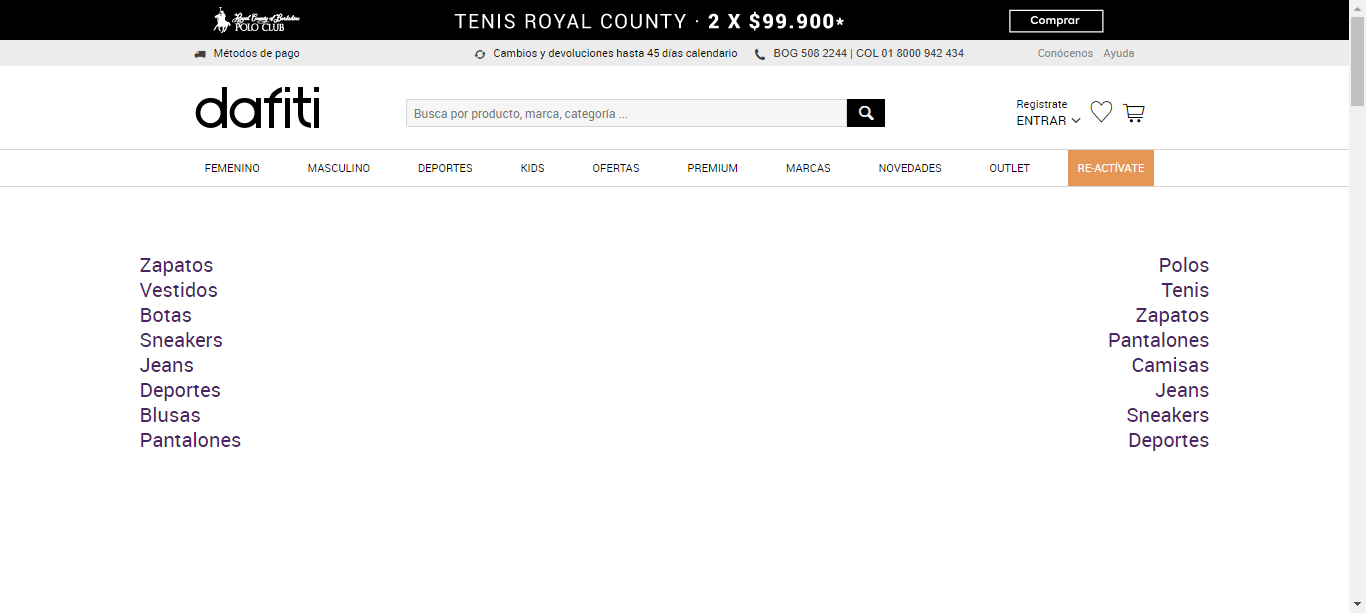 Royal County of Berkshire
POLO CLUB
TENIS ROYAL COUNTY · 2 X $99.900*
Comprar
Métodos de pago
Cambios y devoluciones hasta 45 días calendario
BOG 508 2244 | COL 01 8000 942 434
Conócenos Ayuda
dafiti
Busca por producto, marca, categoría ...
Registrate
ENTRAR
FEMENINO MASCULINO DEPORTES KIDS OFERTAS PREMIUM MARCAS NOVEDADES OUTLET RE-ACTÍVATE
Zapatos
Vestidos
Botas
Sneakers
Jeans
Deportes
Blusas
Pantalones
Polos
Tenis
Zapatos
Pantalones
Camisas
Jeans
Sneakers
Deportes